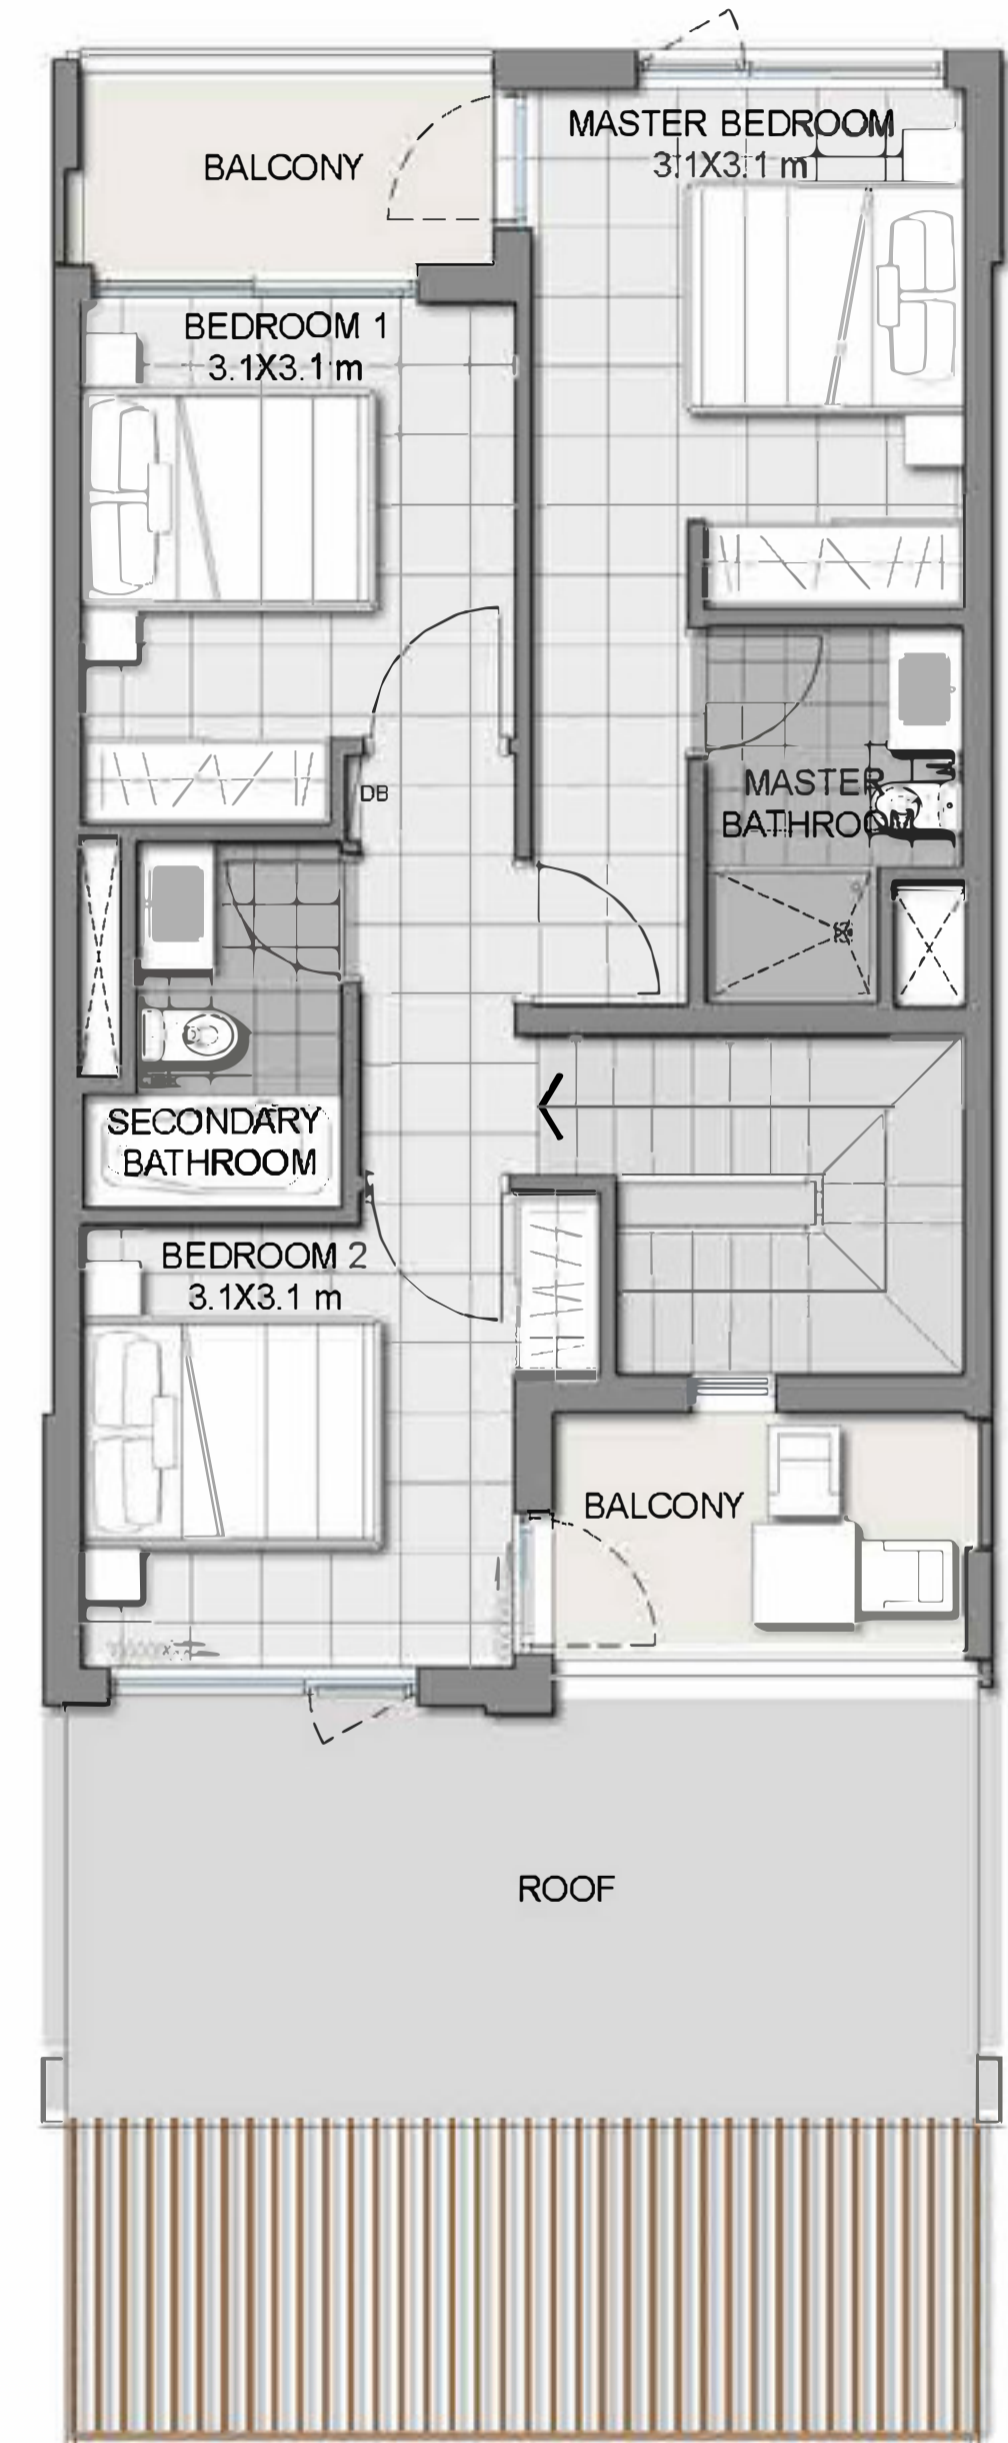 MASTER BEDROOM
3.1X3.1 m
BALCONY
BEDROOM 1
3.1X3.1 m
DB
MASTER
BATHROOM
SECONDARY
BATHROOM
BEDROOM 2
3.1X3.1 m
BALCONY
ROOF